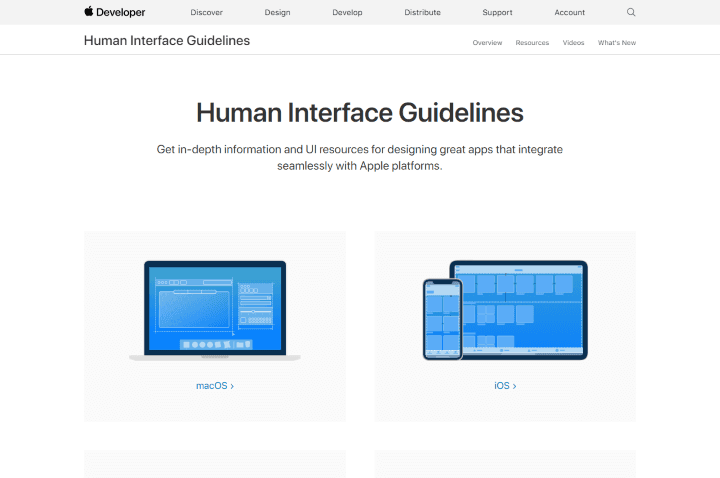 Developer
Discover
Design
Develop
Distribute
Support
Account
Human Interface Guidelines
Overview
Resources
Videos
What's New
Human Interface Guidelines
Get in-depth information and UI resources for designing great apps that integrate
seamlessly with Apple platforms.
macOS ›
iOS ›